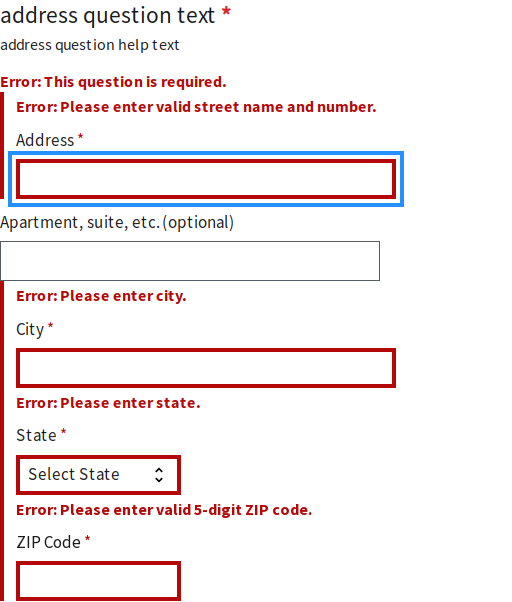 address question text *
address question help text
Error: This question is required.
Error: Please enter valid street name and number.
Address *
Apartment, suite, etc. (optional)
Error: Please enter city.
City *
Error: Please enter state.
State *
Select State
Error: Please enter valid 5-digit ZIP code.
ZIP Code *